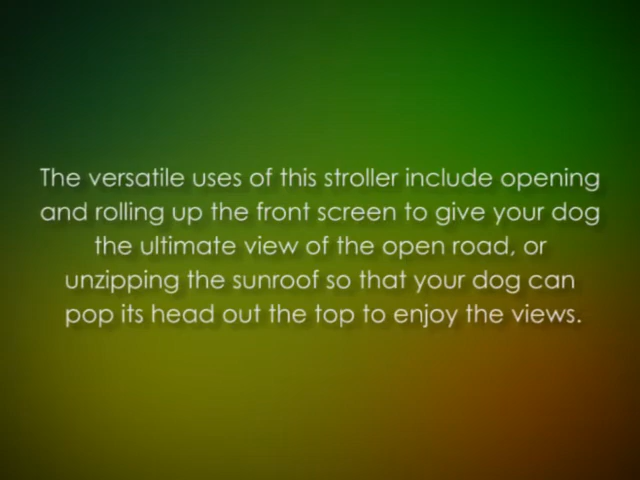 The versatile uses of this stroller include opening
and rolling up the front screen to give your dog
the ultimate view of the open road, or
unzipping the sunroof so that your dog can
pop its head out the top to enjoy the views.